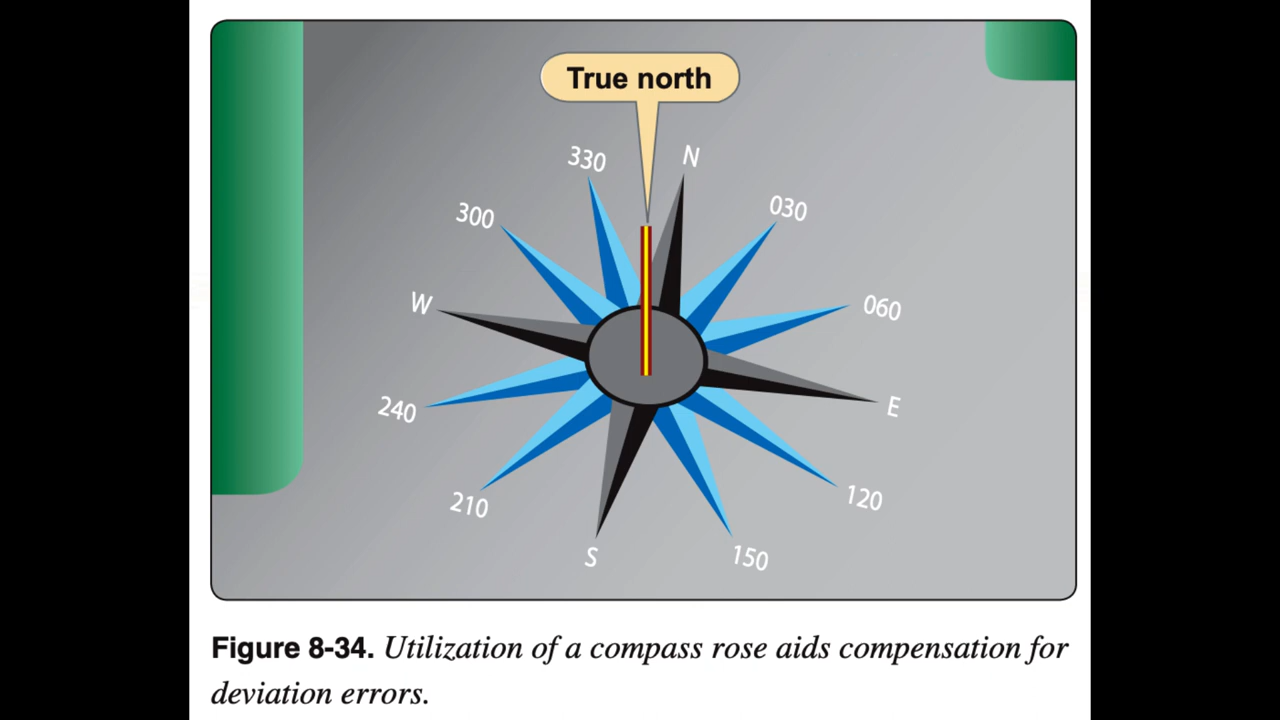 True north
330
N
300
030
W
060
240
E
210
120
S
150
Figure 8-34. Utilization of a compass rose aids compensation for
deviation errors.